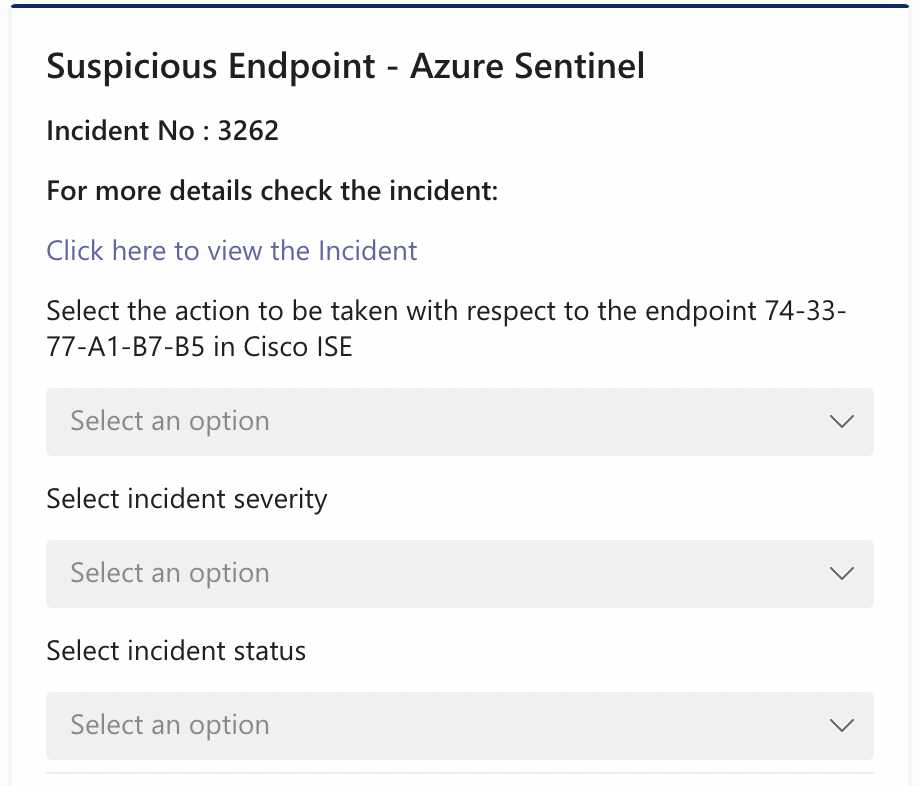 Suspicious Endpoint - Azure Sentinel
Incident No : 3262
For more details check the incident:
Click here to view the Incident
Select the action to be taken with respect to the endpoint 74-33-
77-A1-B7-B5 in Cisco ISE
Select an option
Select incident severity
Select an option
Select incident status
Select an option